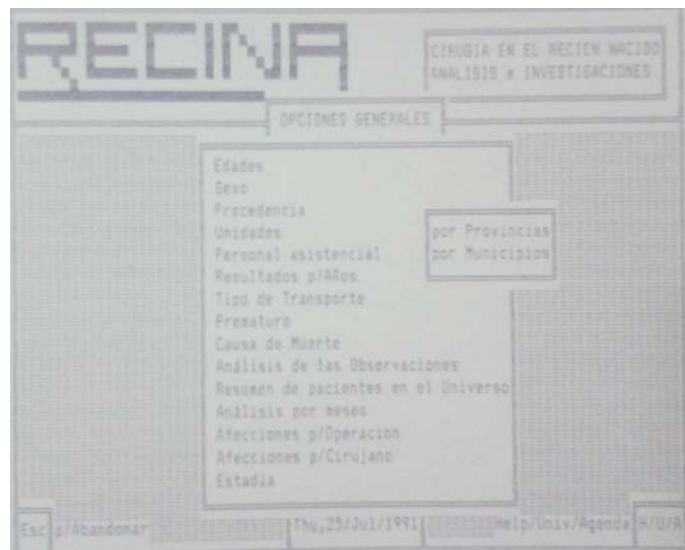 RECINA
CIRUGIA EN EL RECIEN NACIDO
ANALISIS e INVESTIGACIONES
OPCIONES GENERALES
Edades
Sexo
Procedencia
Unidades
Personal asistencial
Resultados p/Años
Tipo de Transporte
Prematuro
Causa de Muerte
Análisis de las Observaciones
Resumen de pacientes en el Universo
Análisis por meses
Afecciones p/Operacion
Afecciones p/Cirujano
Estadía
por Provincias
por Municipios
Esc p/Abandonar
Thu,25/Jul/1991
Help/Univ/Agenda H/U/A